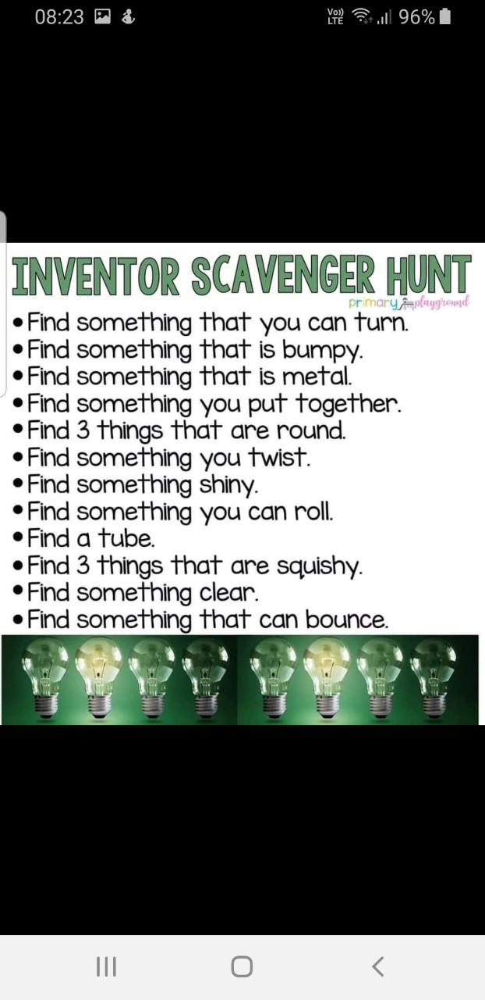 08:23 Vo)) LTE 96%
INVENTOR SCAVENGER HUNT
primary playground
•Find something that you can turn.
•Find something that is bumpy.
•Find something that is metal.
•Find something you put together.
•Find 3 things that are round.
•Find something you twist.
•Find something shiny.
•Find something you can roll.
•Find a tube.
•Find 3 things that are squishy.
•Find something clear.
•Find something that can bounce.